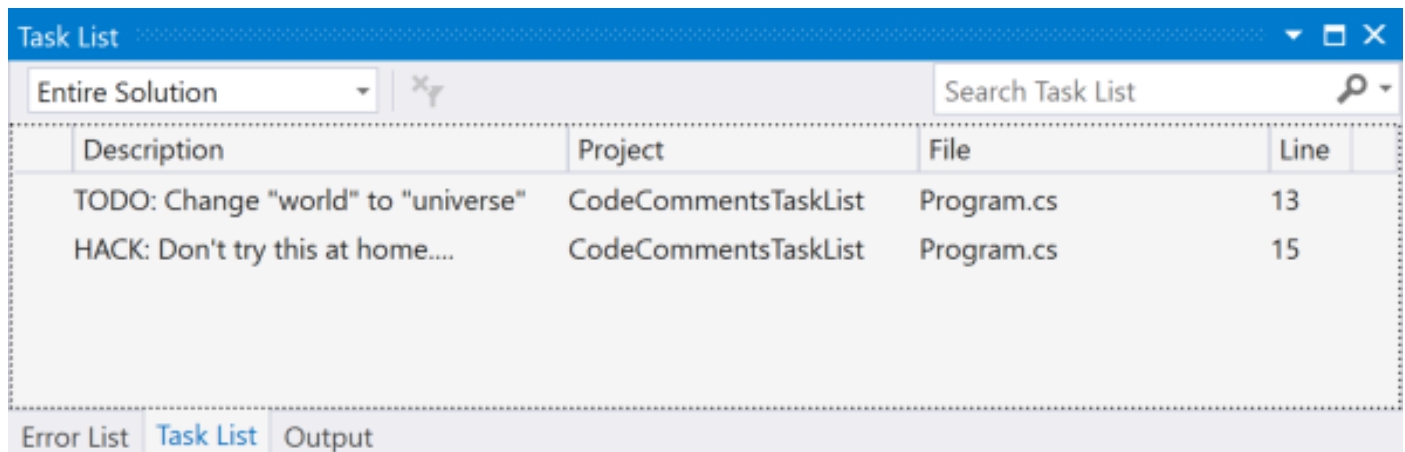 Task List
Entire Solution Search Task List
Description Project File Line
TODO: Change "world" to "universe" CodeCommentsTaskList Program.cs 13
HACK: Don't try this at home.... CodeCommentsTaskList Program.cs 15
Error List Task List Output